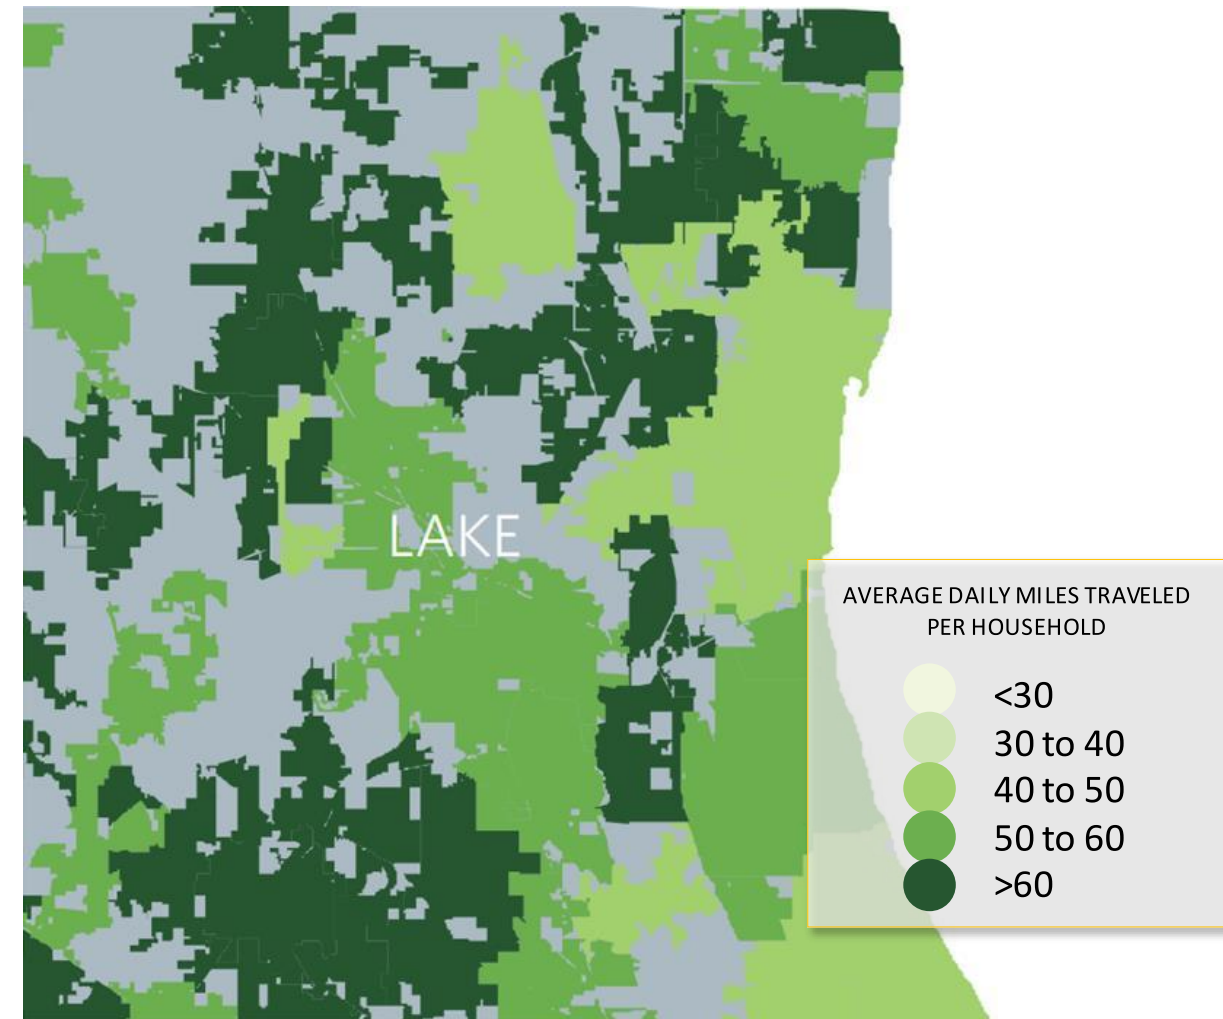 LAKE
AVERAGE DAILY MILES TRAVELED
PER HOUSEHOLD
<30
30 to 40
40 to 50
50 to 60
>60